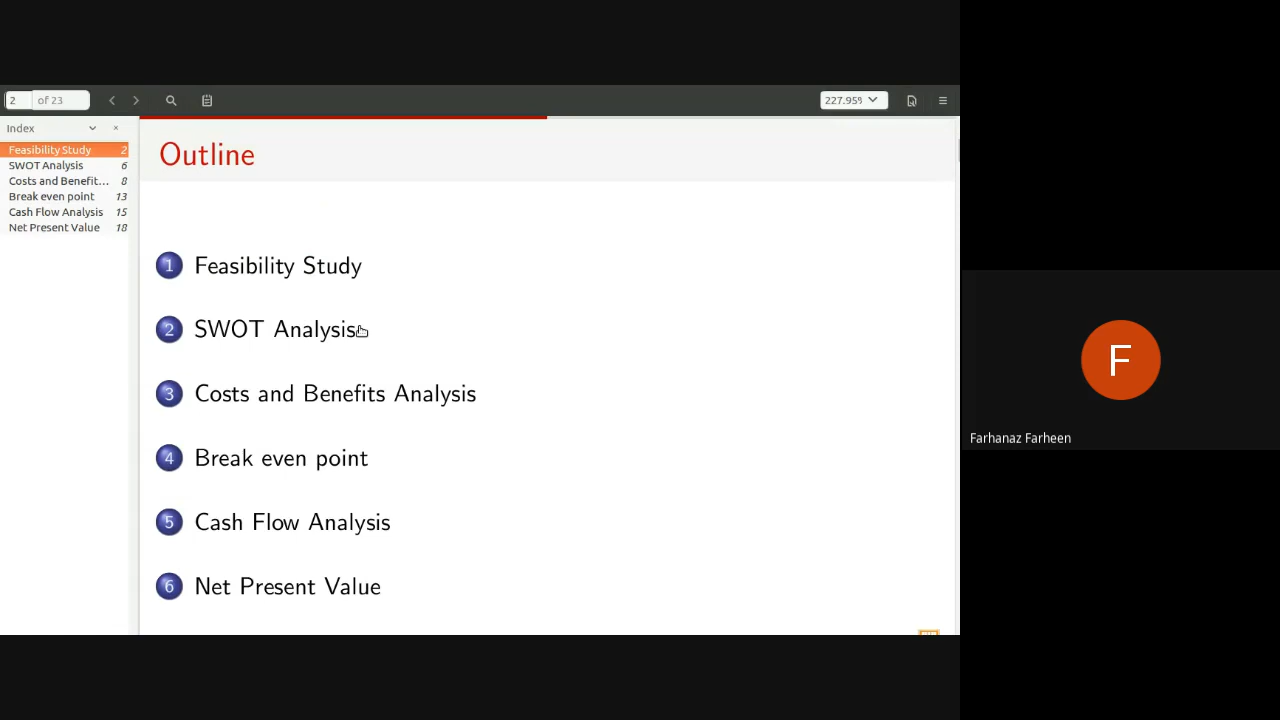 2 of 23
227.95%
Index
Feasibility Study 2
SWOT Analysis 6
Costs and Benefit... 8
Break even point 13
Cash Flow Analysis 15
Net Present Value 18
Outline
1 Feasibility Study
2 SWOT Analysis
3 Costs and Benefits Analysis
4 Break even point
5 Cash Flow Analysis
6 Net Present Value
F
Farhanaz Farheen